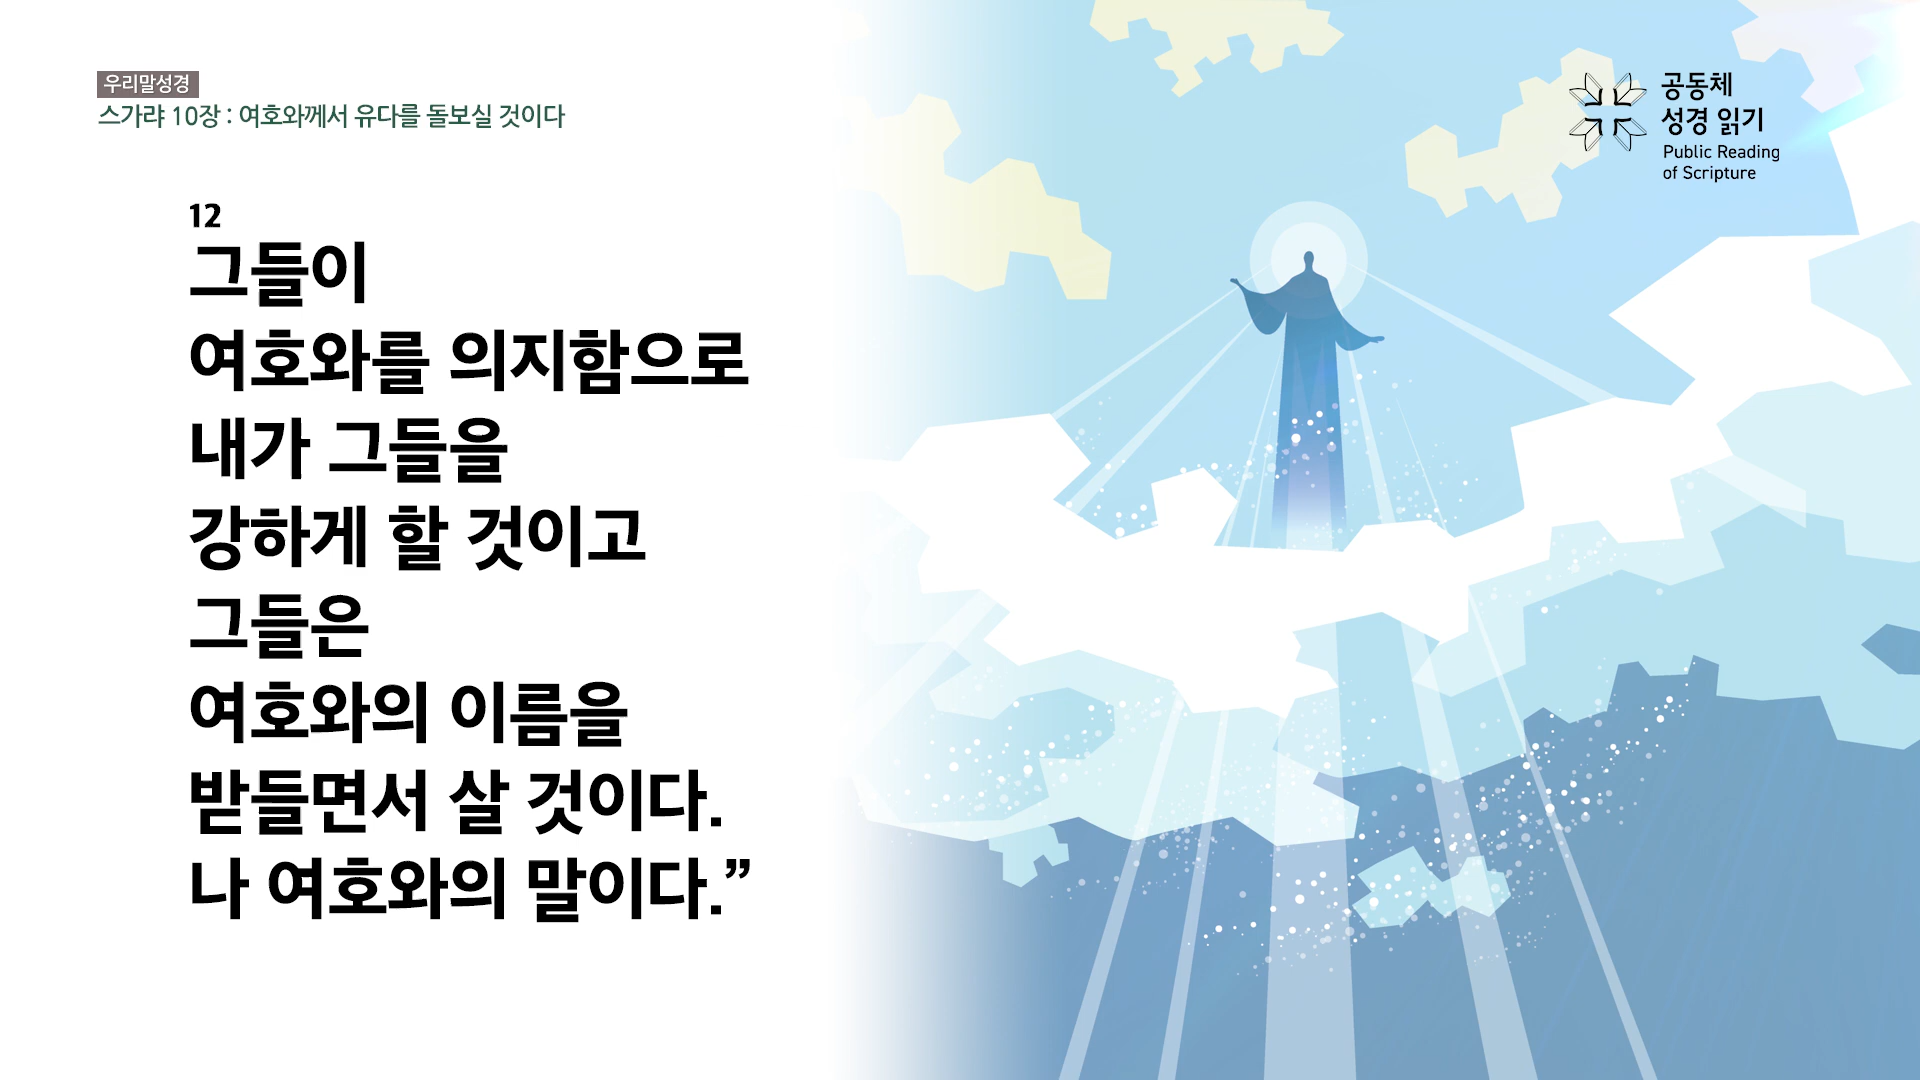 우리말성경
스가랴 10장 : 여호와께서 유다를 돌보실 것이다
공동체
성경 읽기
Public Reading
of Scripture
12
그들이
여호와를 의지함으로
내가 그들을
강하게 할 것이고
그들은
여호와의 이름을
받들면서 살 것이다.
나 여호와의 말이다.”